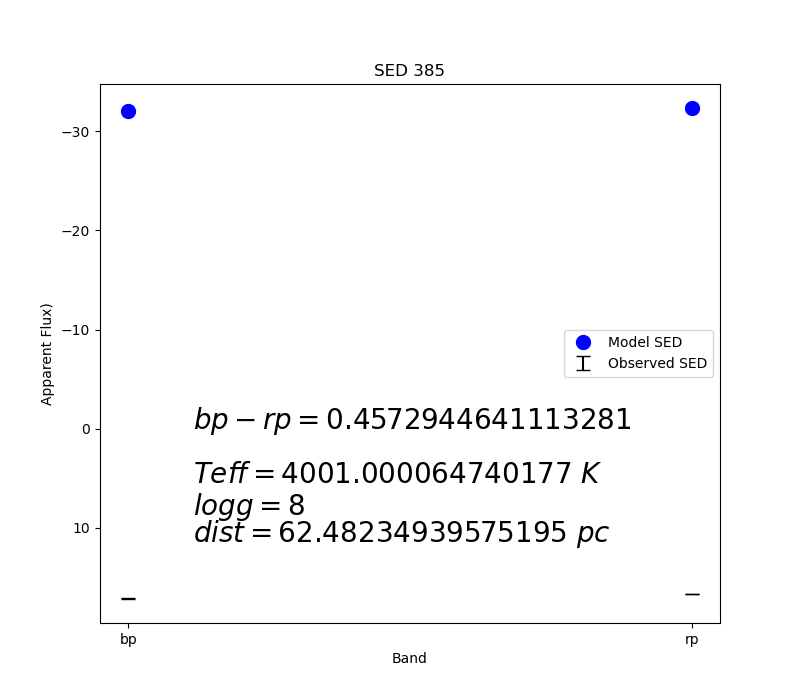 SED 385
−30
−20
−10
0
10
Apparent Flux)
Model SED
Observed SED
bp − rp = 0.4572944641113281
Teff = 4001.000064740177 K
logg = 8
dist = 62.48234939575195 pc
bp
rp
Band